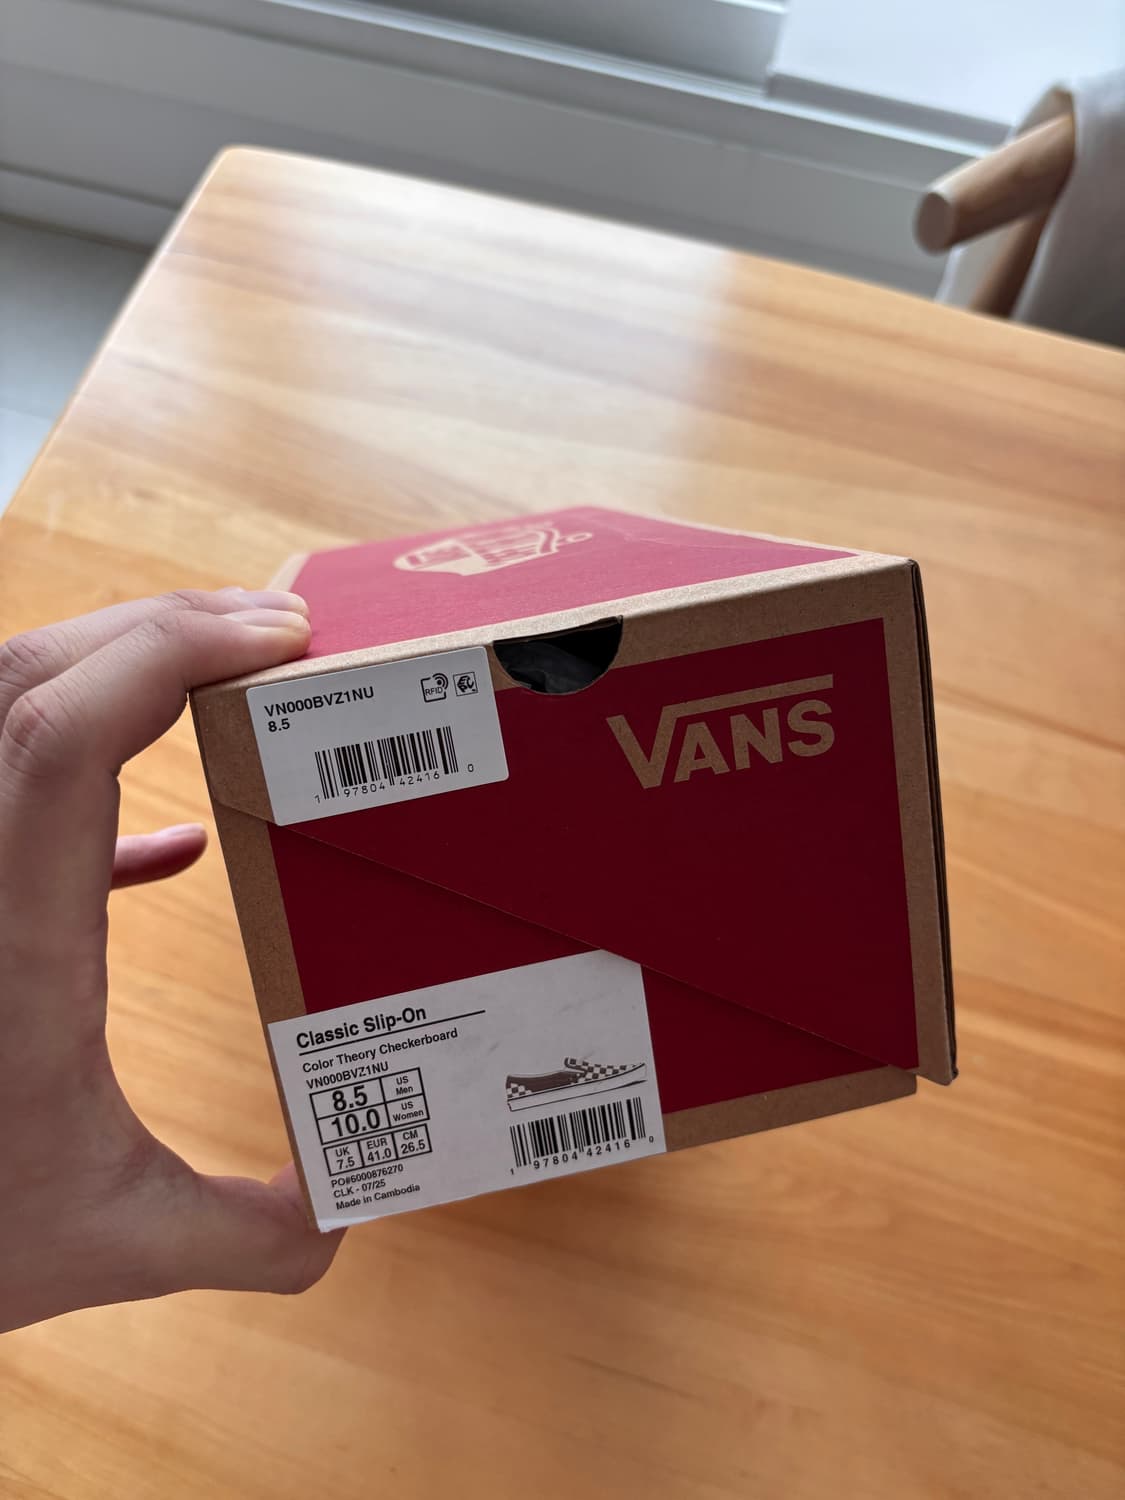 VN000BVZ1NU
8.5
RFID
1 97804 42416 0
VANS
Classic Slip-On
Color Theory Checkerboard
VN000BVZ1NU
8.5 US Men
10.0 US Women
UK 7.5 EUR 41.0 CM 26.5
PO#6000876270
CLK - 07/25
Made in Cambodia
1 97804 42416 0